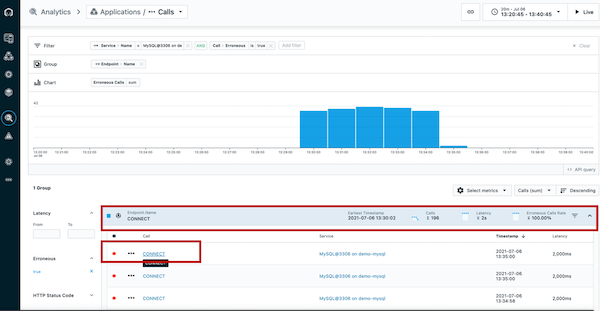 Analytics
Applications / Calls
20m - Jul 06
13:20:45 - 13:40:45
Live
Filter
Service Name
MySQL@3306 on de
AND
Call Erroneous is true
Add filter
Clear
Group
Endpoint Name
Chart
Erroneous Calls sum
API query
1 Group
Select metrics
Calls (sum)
Descending
Latency
From To
Erroneous
true
HTTP Status Code
Endpoint Name
CONNECT
Earliest Timestamp
2021-07-06 13:30:02
Calls
Latency
2s
Erroneous Calls Rate
100.00%
Call Service Timestamp Latency
CONNECT MySQL@3306 on demo-mysql 2021-07-06 13:35:00 2,000ms
CONNECT MySQL@3306 on demo-mysql 2021-07-06 13:35:00 2,000ms
CONNECT MySQL@3306 on demo-mysql 2021-07-06 13:34:58 2,000ms